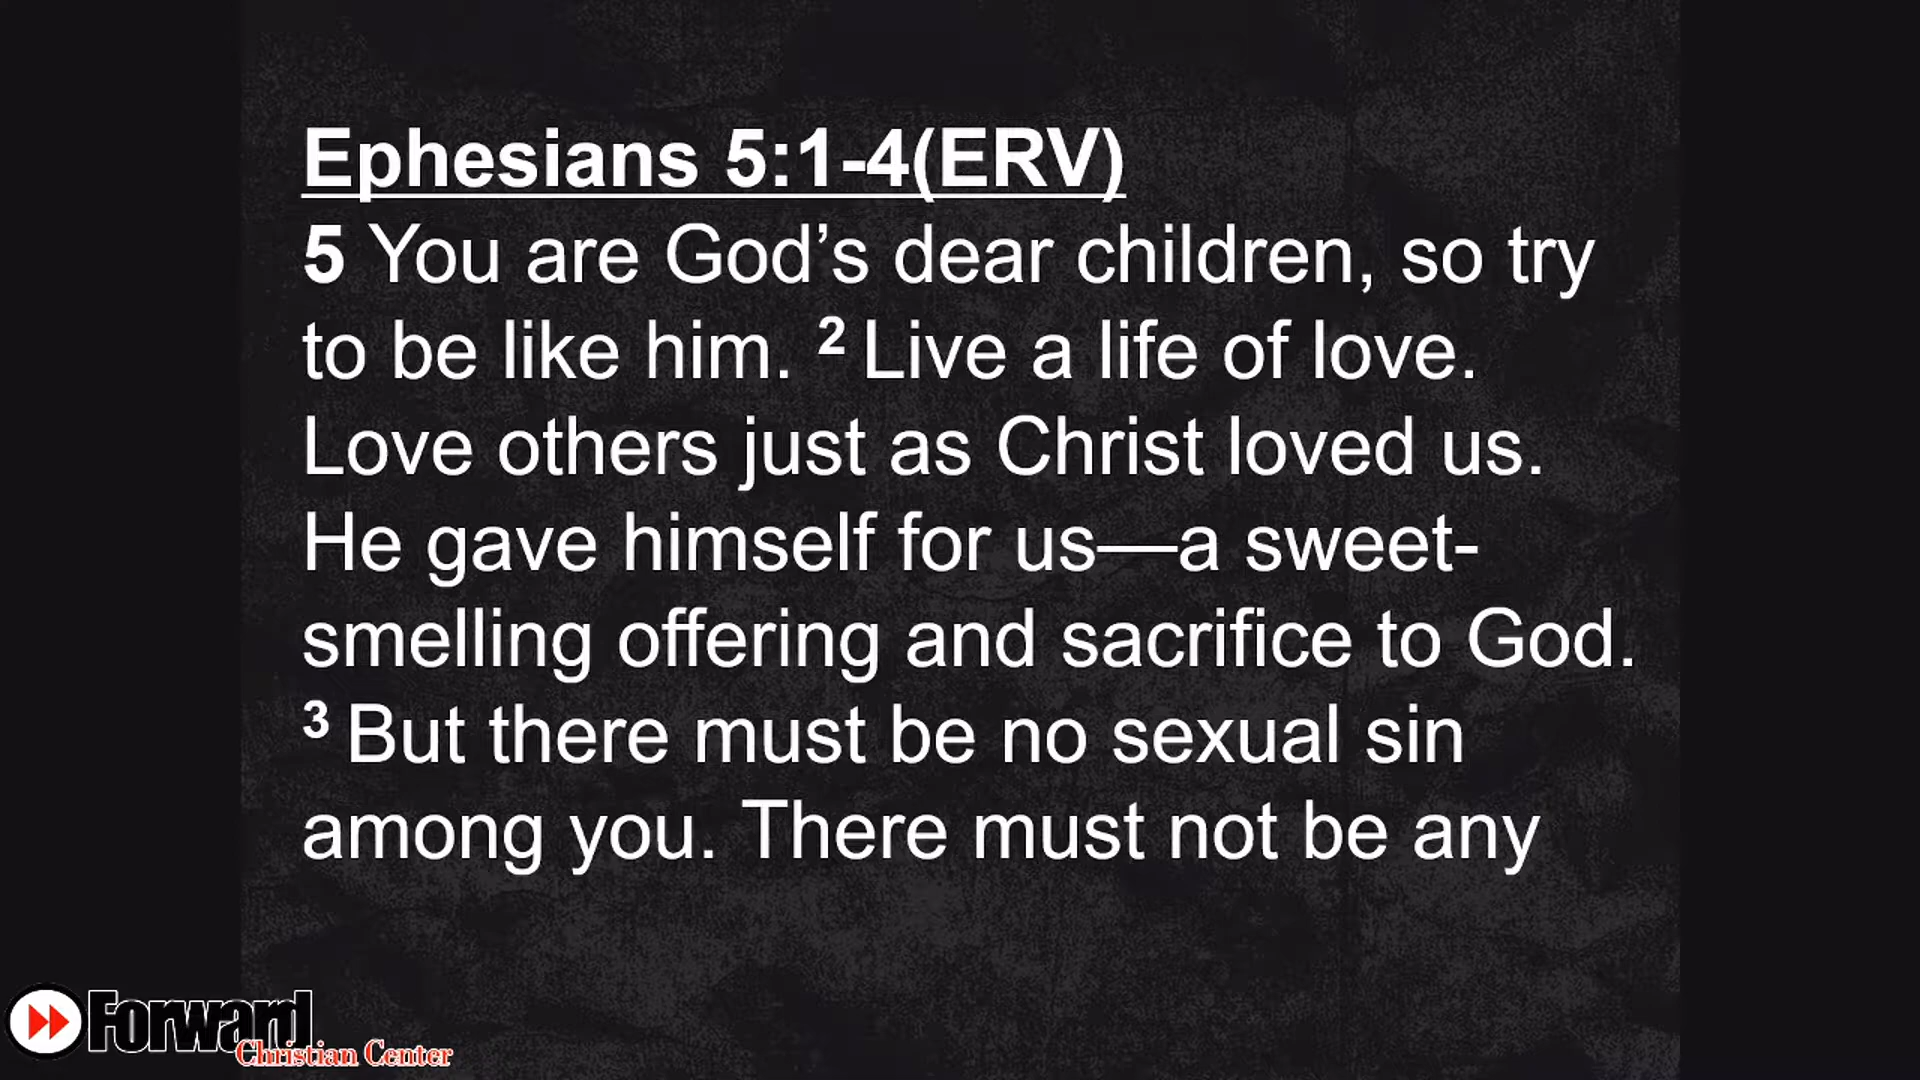 Ephesians 5:1-4(ERV)
5 You are God’s dear children, so try
to be like him. 2 Live a life of love.
Love others just as Christ loved us.
He gave himself for us—a sweet-
smelling offering and sacrifice to God.
3 But there must be no sexual sin
among you. There must not be any
Forward
Christian Center